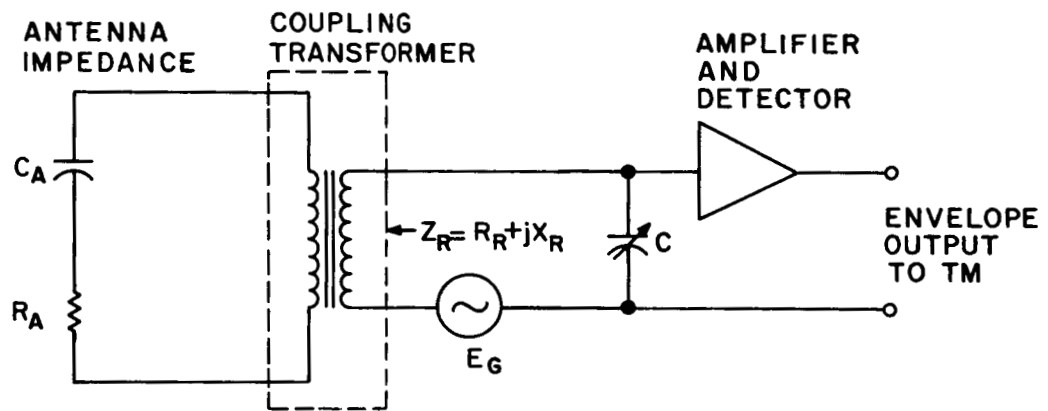 ANTENNA
IMPEDANCE
COUPLING
TRANSFORMER
AMPLIFIER
AND
DETECTOR
C_A
R_A
Z_R = R_R + jX_R
C
E_G
ENVELOPE
OUTPUT
TO TM